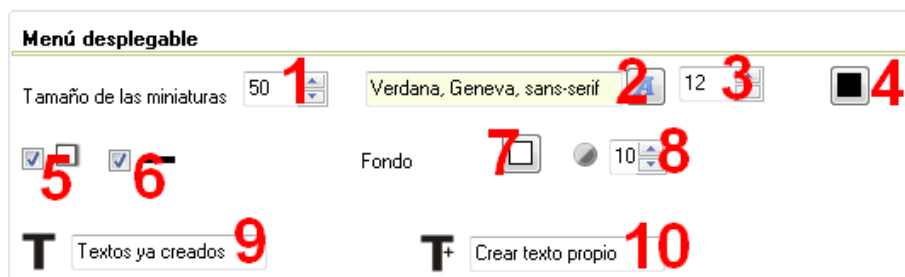 Menú desplegable
Tamaño de las miniaturas 50 1 Verdana, Geneva, sans-serif 2 A 12 3 4
5 6 Fondo 7 10 8
T Textos ya creados 9 T+ Crear texto propio 10